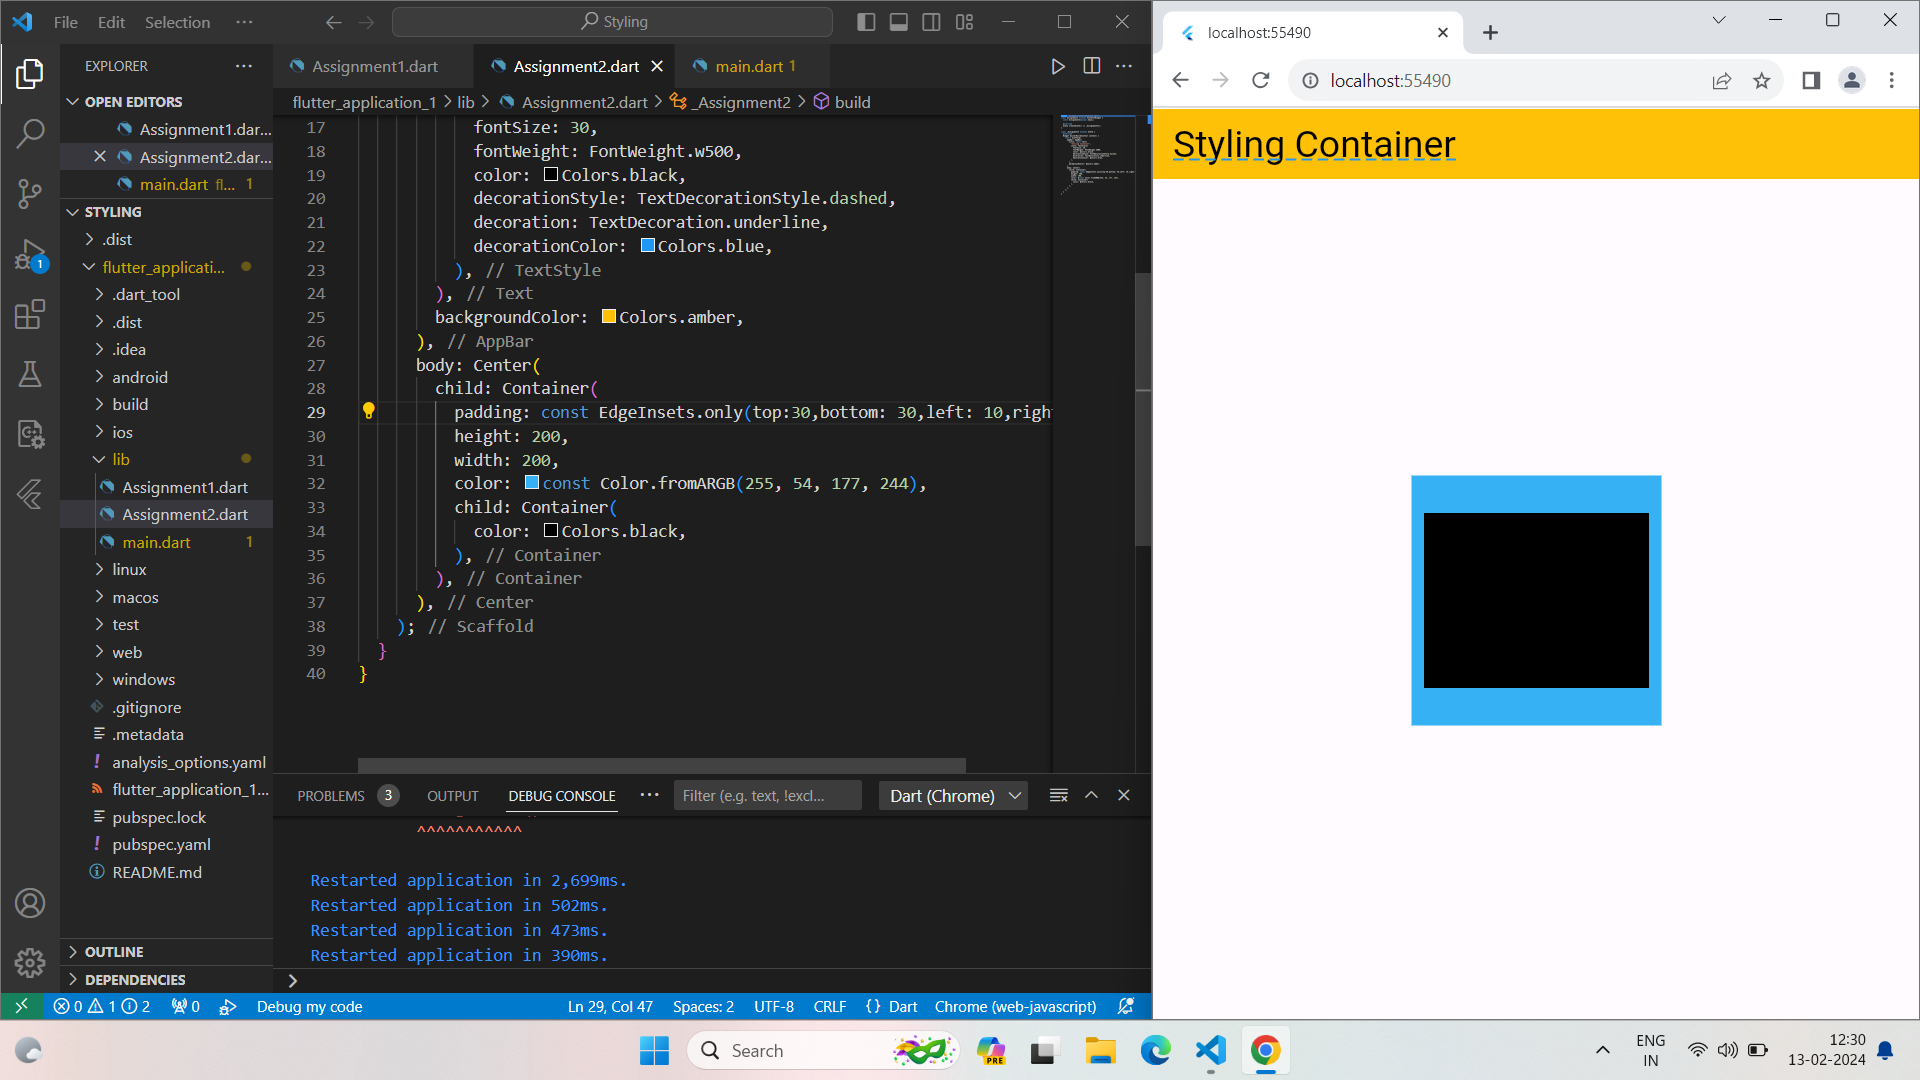 File Edit Selection ···
Styling
EXPLORER ···
OPEN EDITORS
Assignment1.dar...
Assignment2.dar...
main.dart fl... 1
STYLING
.dist
flutter_applicati...
.dart_tool
.dist
.idea
android
build
ios
lib
Assignment1.dart
Assignment2.dart
main.dart 1
linux
macos
test
web
windows
.gitignore
.metadata
analysis_options.yaml
flutter_application_1...
pubspec.lock
pubspec.yaml
README.md
OUTLINE
DEPENDENCIES
1
Assignment1.dart Assignment2.dart main.dart 1
flutter_application_1 > lib > Assignment2.dart > _Assignment2 > build
17 fontSize: 30,
18 fontWeight: FontWeight.w500,
19 color: Colors.black,
20 decorationStyle: TextDecorationStyle.dashed,
21 decoration: TextDecoration.underline,
22 decorationColor: Colors.blue,
23 ), // TextStyle
24 ), // Text
25 backgroundColor: Colors.amber,
26 ), // AppBar
27 body: Center(
28 child: Container(
29 padding: const EdgeInsets.only(top:30,bottom: 30,left: 10,righ
30 height: 200,
31 width: 200,
32 color: const Color.fromARGB(255, 54, 177, 244),
33 child: Container(
34 color: Colors.black,
35 ), // Container
36 ), // Container
37 ), // Center
38 ); // Scaffold
39 }
40 }
PROBLEMS 3 OUTPUT DEBUG CONSOLE ··· Filter (e.g. text, !excl... Dart (Chrome)
^^^^^^^^^^^
Restarted application in 2,699ms.
Restarted application in 502ms.
Restarted application in 473ms.
Restarted application in 390ms.
>
0 1 2 0 Debug my code Ln 29, Col 47 Spaces: 2 UTF-8 CRLF {} Dart Chrome (web-javascript)
localhost:55490
localhost:55490
Styling Container
Search
PRE
ENG
IN
12:30
13-02-2024